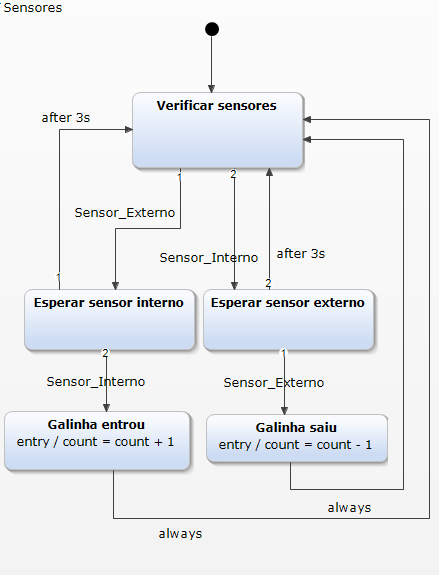 Sensores
Verificar sensores
after 3s
1
2
Sensor_Externo
Sensor_Interno
after 3s
1
2
Esperar sensor interno
Esperar sensor externo
2
1
Sensor_Interno
Sensor_Externo
Galinha entrou
entry / count = count + 1
Galinha saiu
entry / count = count - 1
always
always